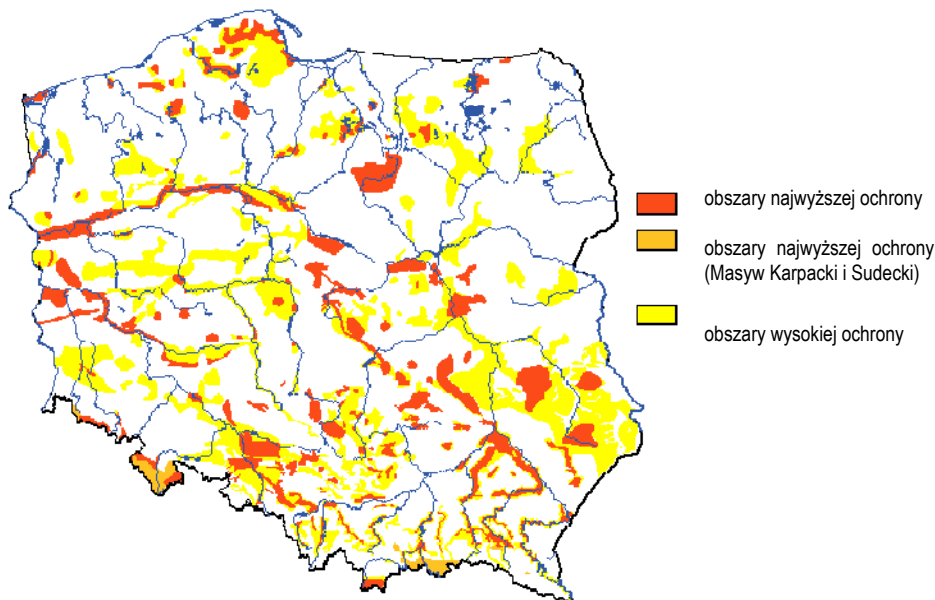 obszary najwyższej ochrony
obszary najwyższej ochrony
(Masyw Karpacki i Sudecki)
obszary wysokiej ochrony